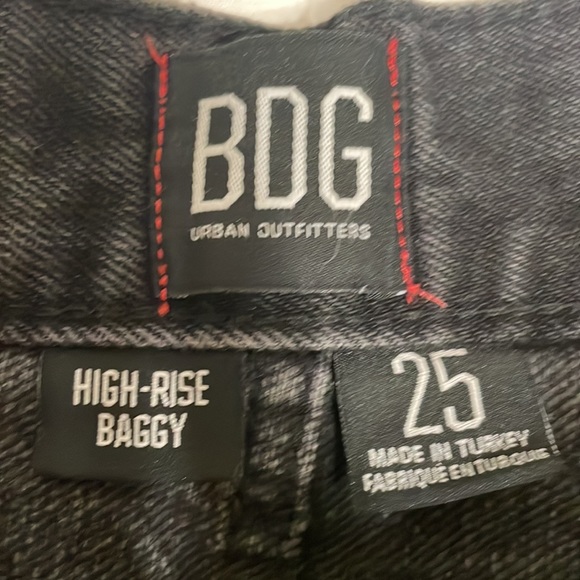 BDG
URBAN OUTFITTERS
HIGH-RISE
BAGGY
25
MADE IN TURKEY
FABRIQUÉ EN TURQUIE